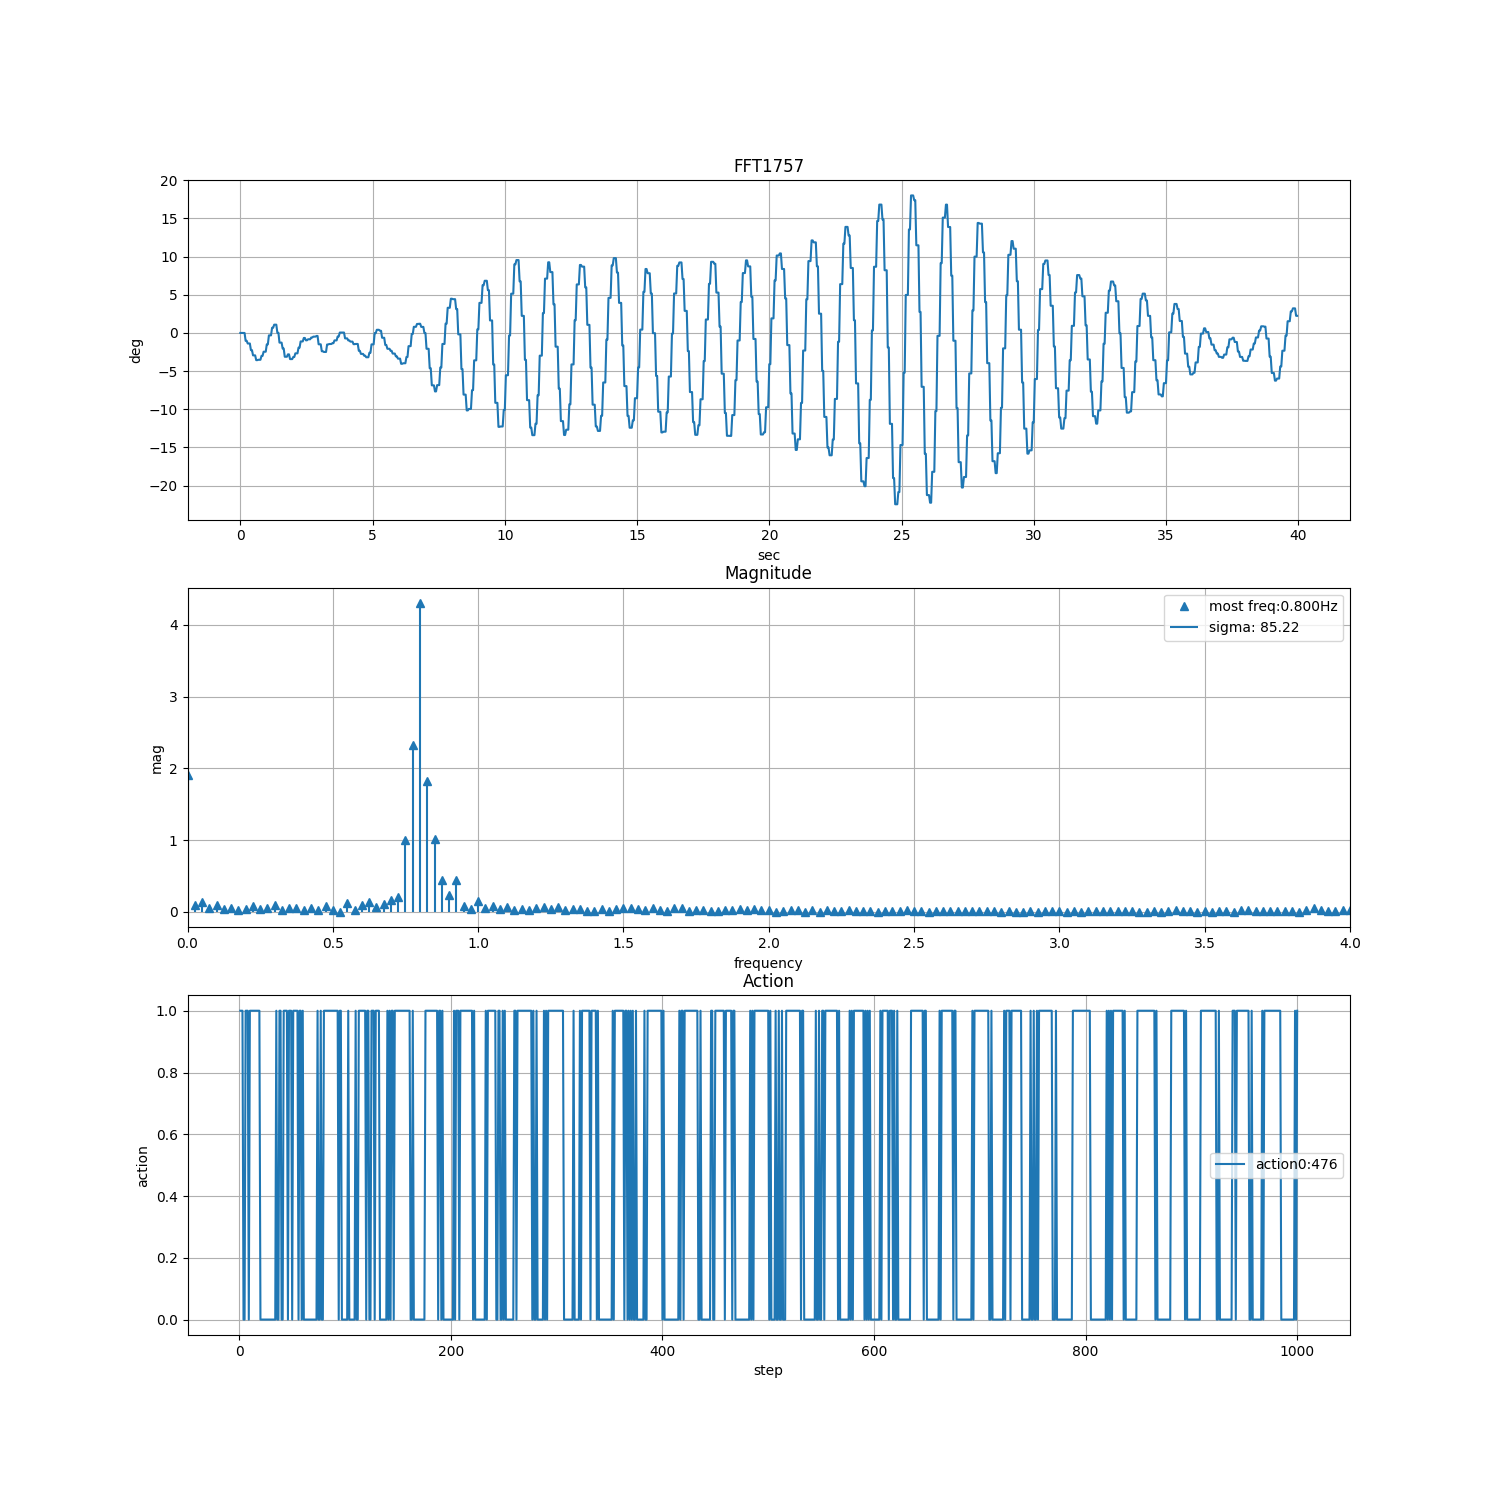 FFT1757
20
15
10
5
0
−5
−10
−15
−20
deg
0 5 10 15 20 25 30 35 40
sec
Magnitude
most freq:0.800Hz
sigma: 85.22
4
3
2
1
0
mag
0.0 0.5 1.0 1.5 2.0 2.5 3.0 3.5 4.0
frequency
Action
1.0
0.8
0.6
0.4
0.2
0.0
action
action0:476
0 200 400 600 800 1000
step